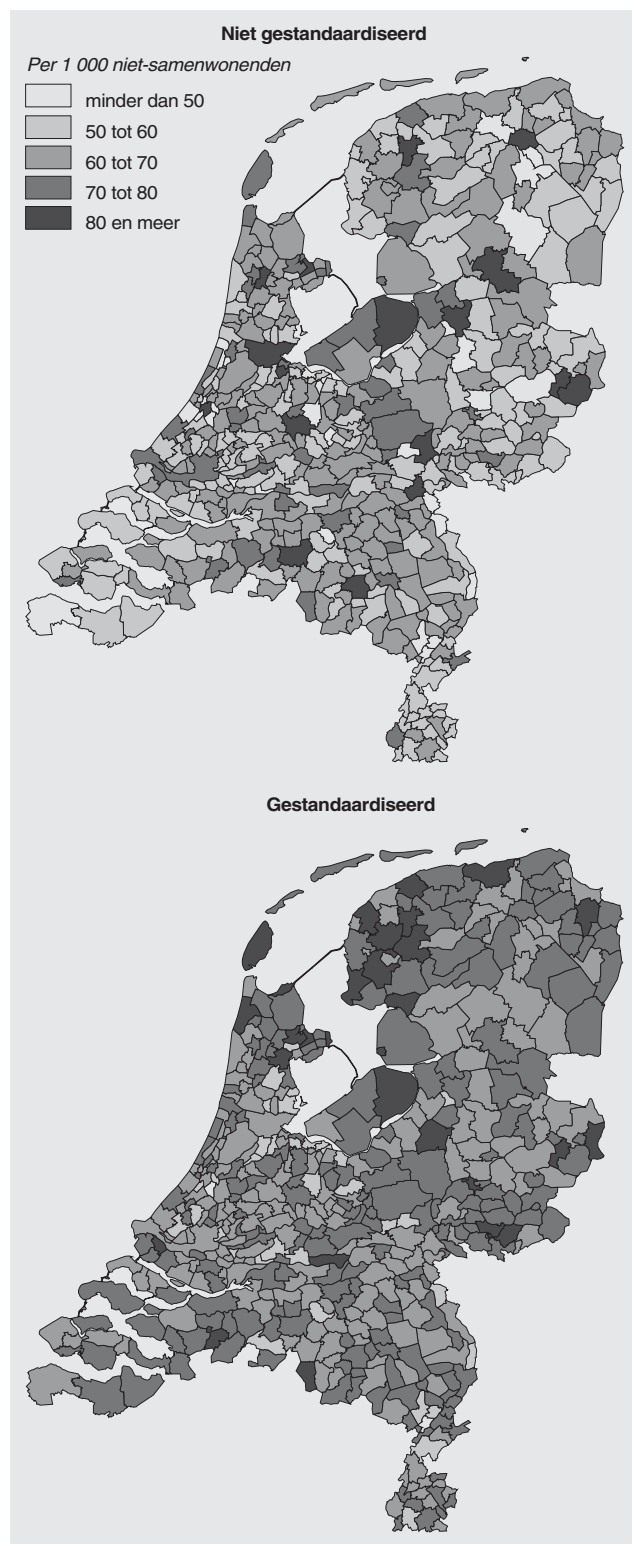 Niet gestandaardiseerd
Per 1 000 niet-samenwonenden
minder dan 50
50 tot 60
60 tot 70
70 tot 80
80 en meer
Gestandaardiseerd